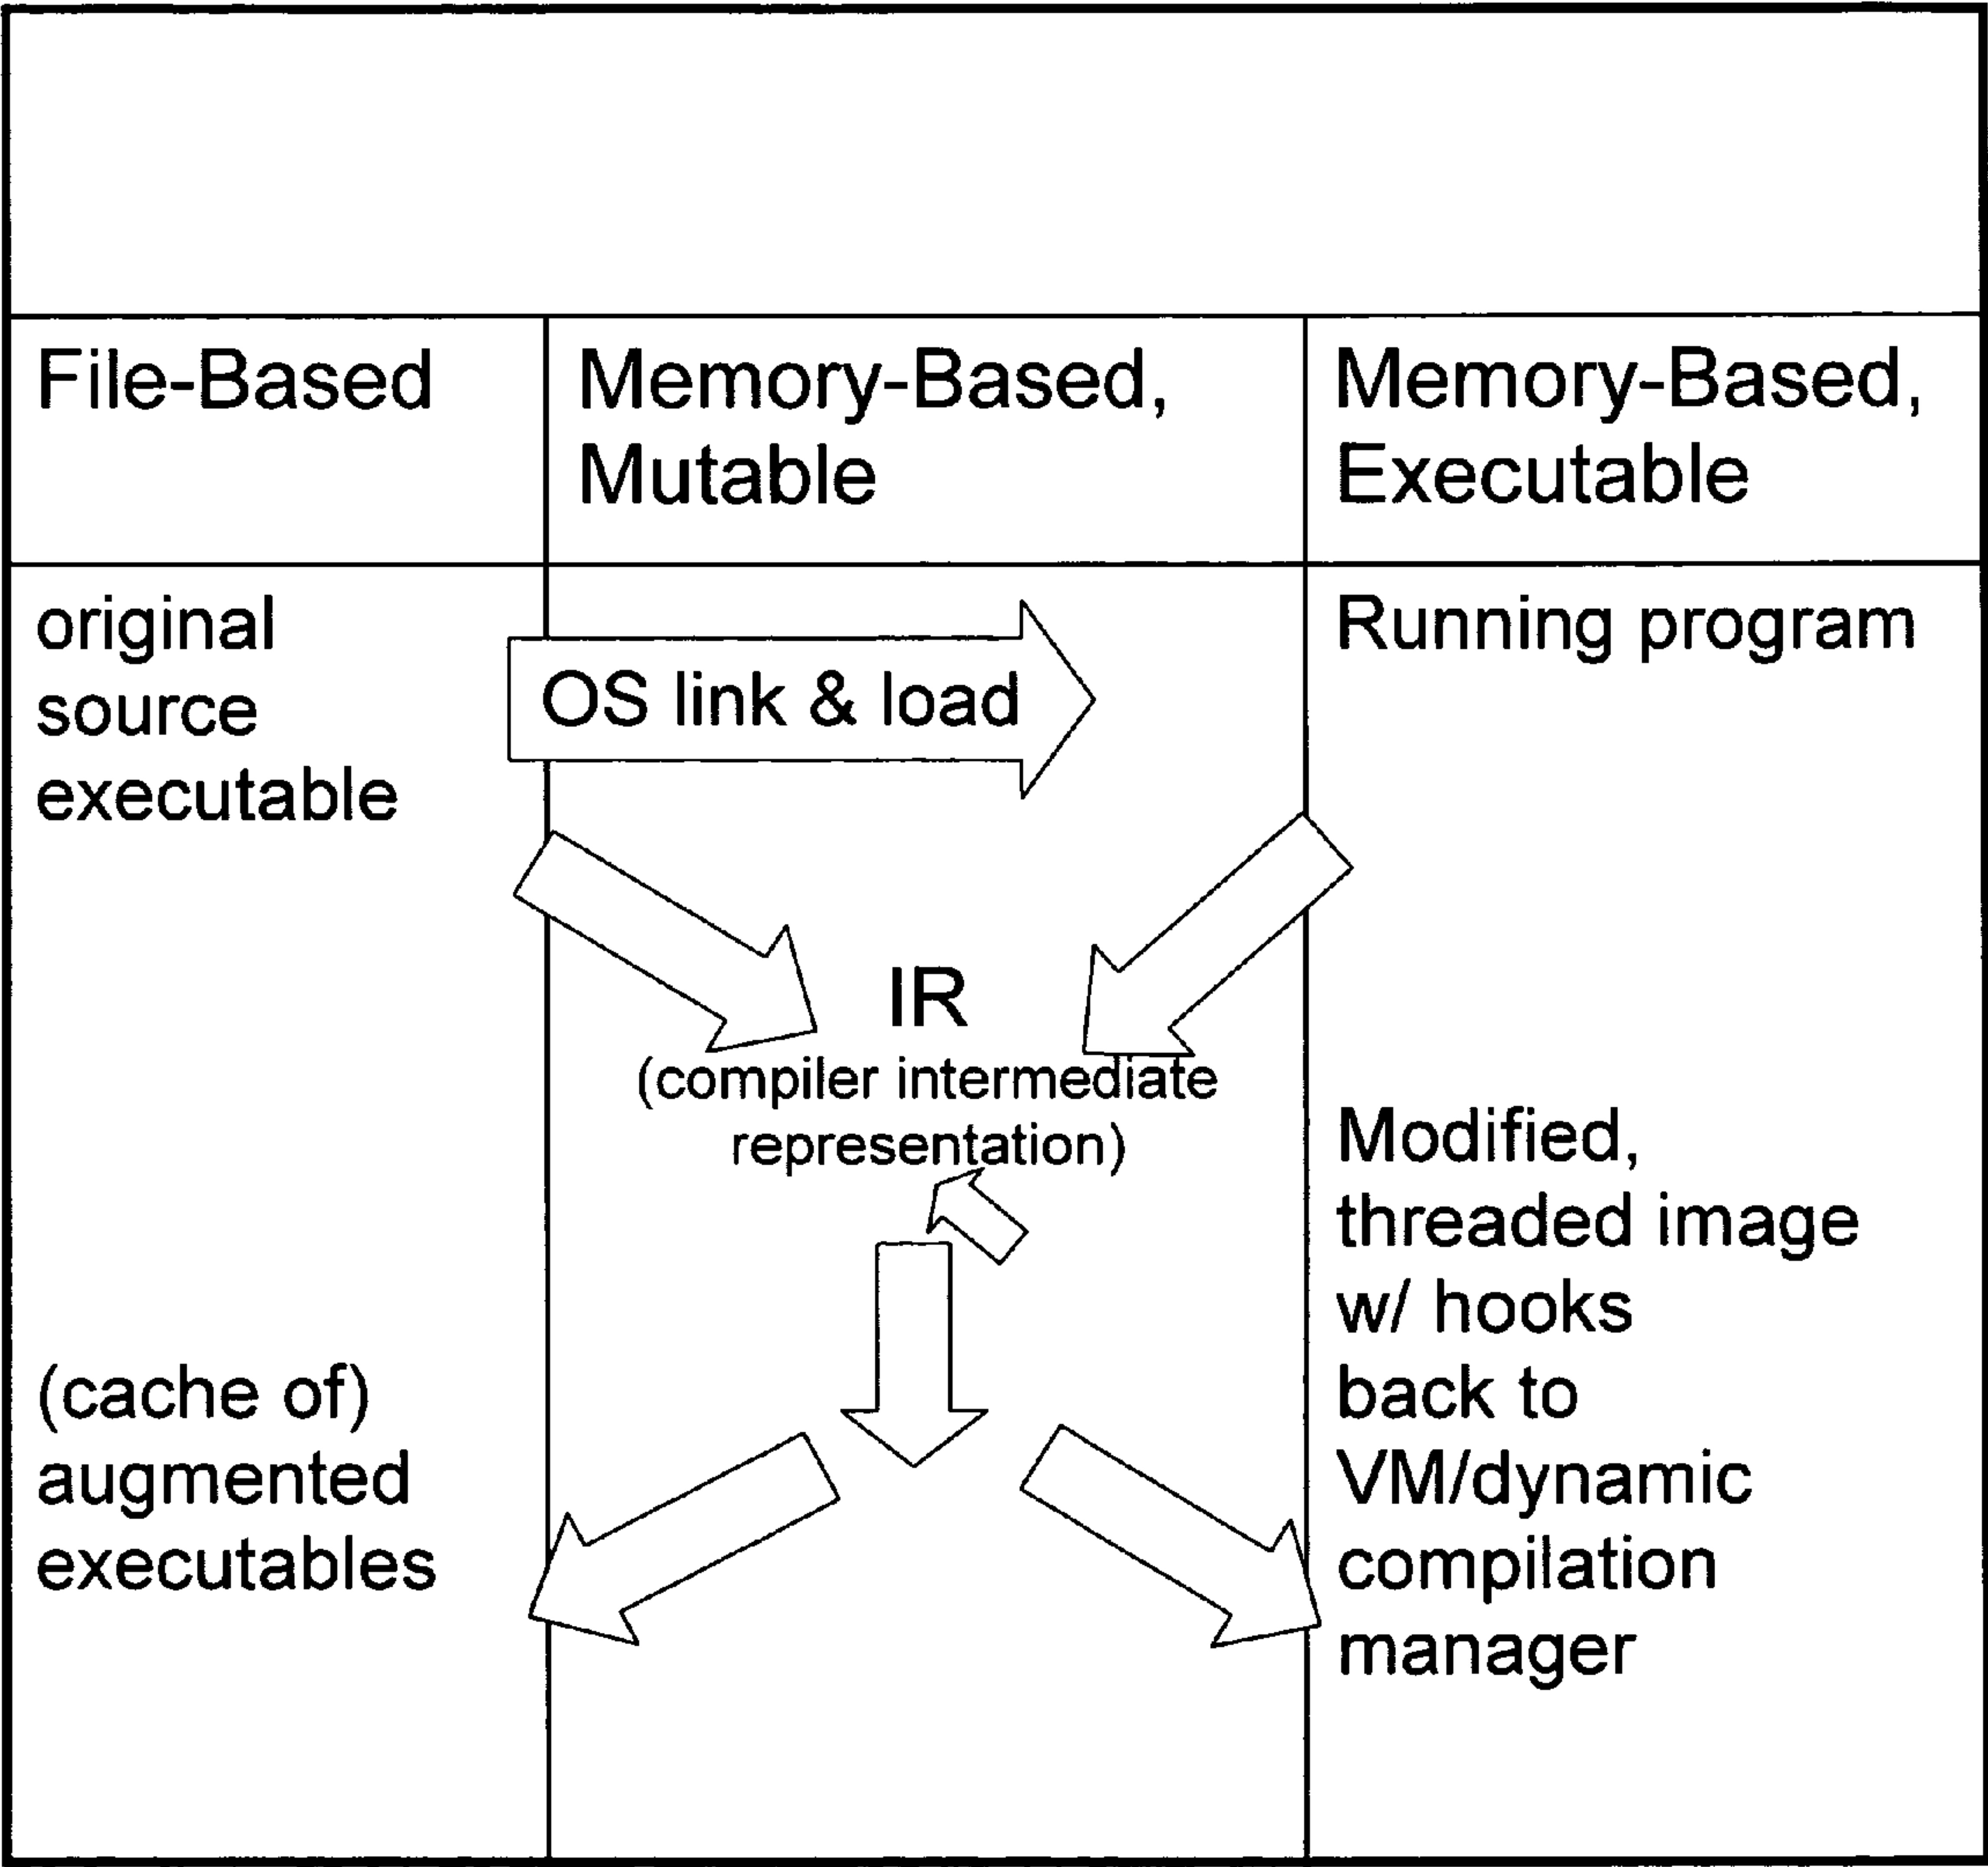 File-Based
Memory-Based,
Mutable
Memory-Based,
Executable
original
source
executable
OS link & load
Running program
IR
(compiler intermediate
representation)
(cache of)
augmented
executables
Modified,
threaded image
w/ hooks
back to
VM/dynamic
compilation
manager